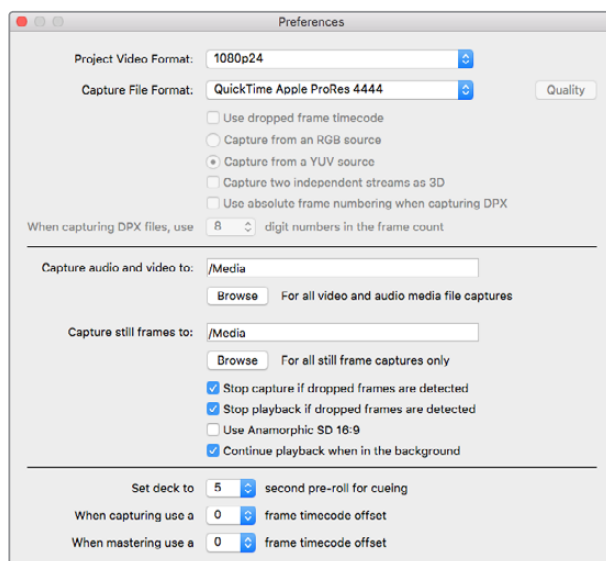 Preferences
Project Video Format: 1080p24
Capture File Format: QuickTime Apple ProRes 4444 Quality
Use dropped frame timecode
Capture from an RGB source
Capture from a YUV source
Capture two independent streams as 3D
Use absolute frame numbering when capturing DPX
When capturing DPX files, use 8 digit numbers in the frame count
Capture audio and video to: /Media
Browse For all video and audio media file captures
Capture still frames to: /Media
Browse For all still frame captures only
Stop capture if dropped frames are detected
Stop playback if dropped frames are detected
Use Anamorphic SD 16:9
Continue playback when in the background
Set deck to 5 second pre-roll for cueing
When capturing use a 0 frame timecode offset
When mastering use a 0 frame timecode offset